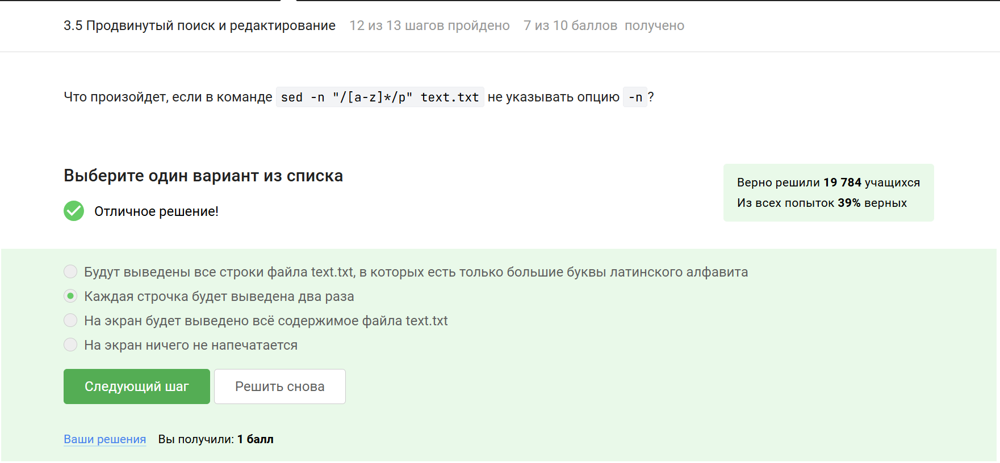 3.5 Продвинутый поиск и редактирование 12 из 13 шагов пройдено 7 из 10 баллов получено
Что произойдет, если в команде sed -n "/[a-z]*/p" text.txt не указывать опцию -n?
Выберите один вариант из списка
Отличное решение!
Верно решили 19 784 учащихся
Из всех попыток 39% верных
Будут выведены все строки файла text.txt, в которых есть только большие буквы латинского алфавита
Каждая строчка будет выведена два раза
На экран будет выведено всё содержимое файла text.txt
На экран ничего не напечатается
Следующий шаг Решить снова
Ваши решения Вы получили: 1 балл